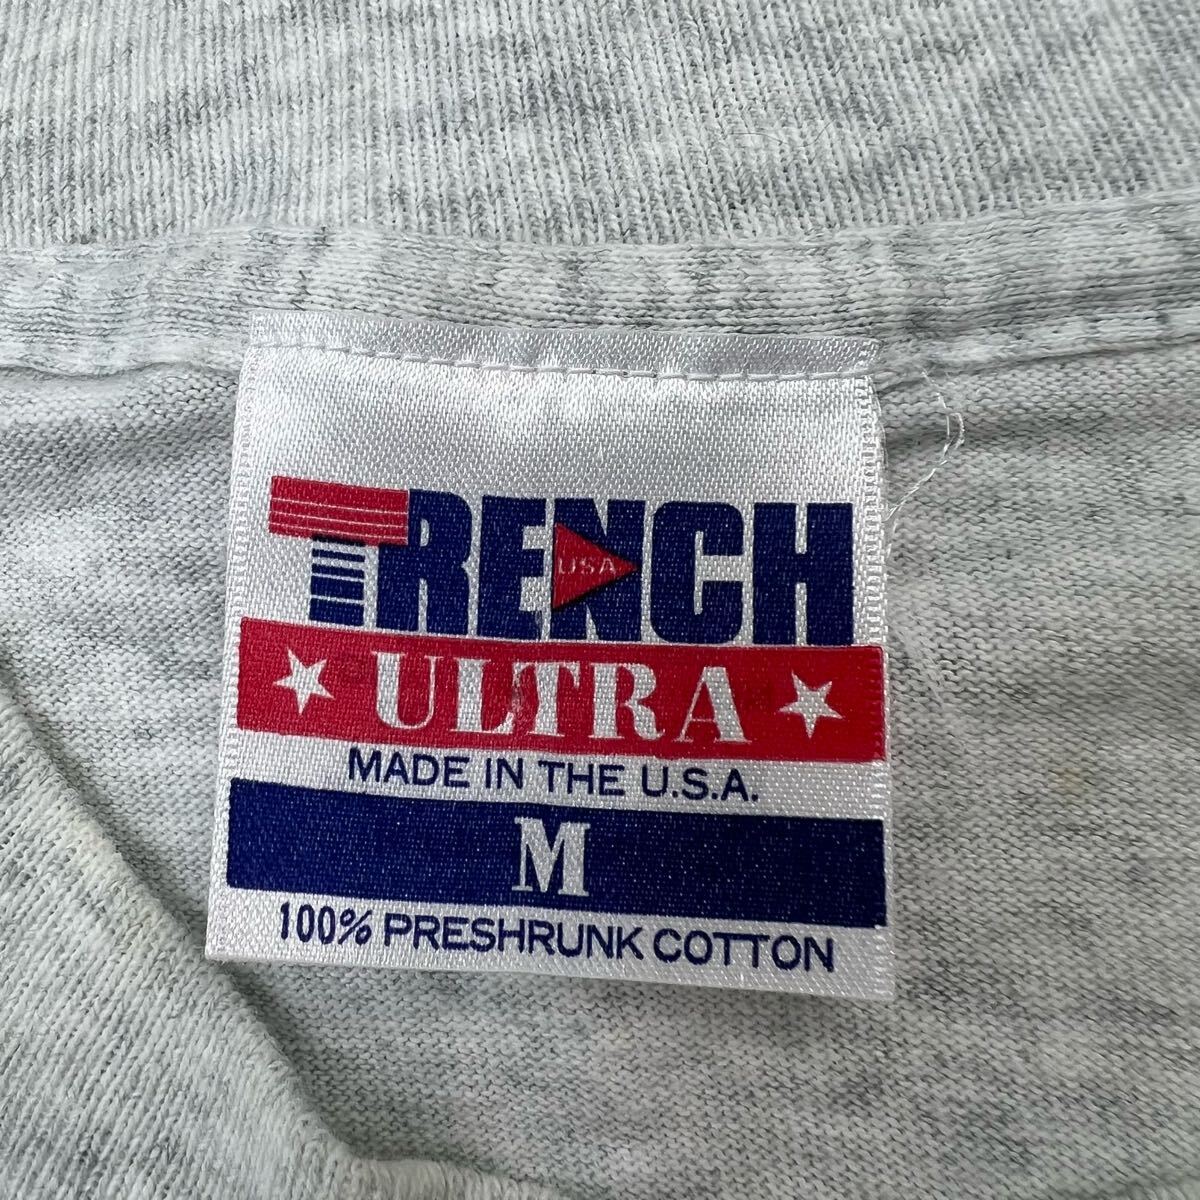 TRENCH
USA
ULTRA
MADE IN THE U.S.A.
M
100% PRESHRUNK COTTON